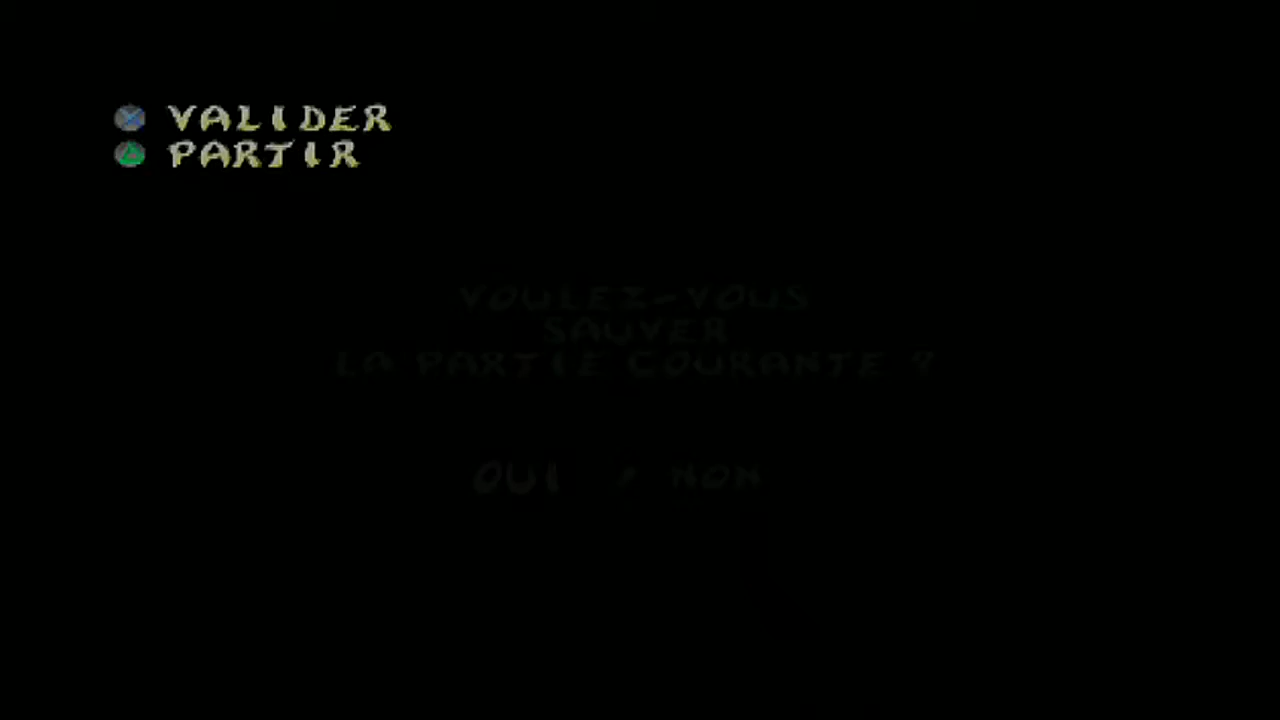 VALIDER
PARTIR
VOULEZ-VOUS
SAUVER
LA PARTIE COURANTE ?
OUI / NON